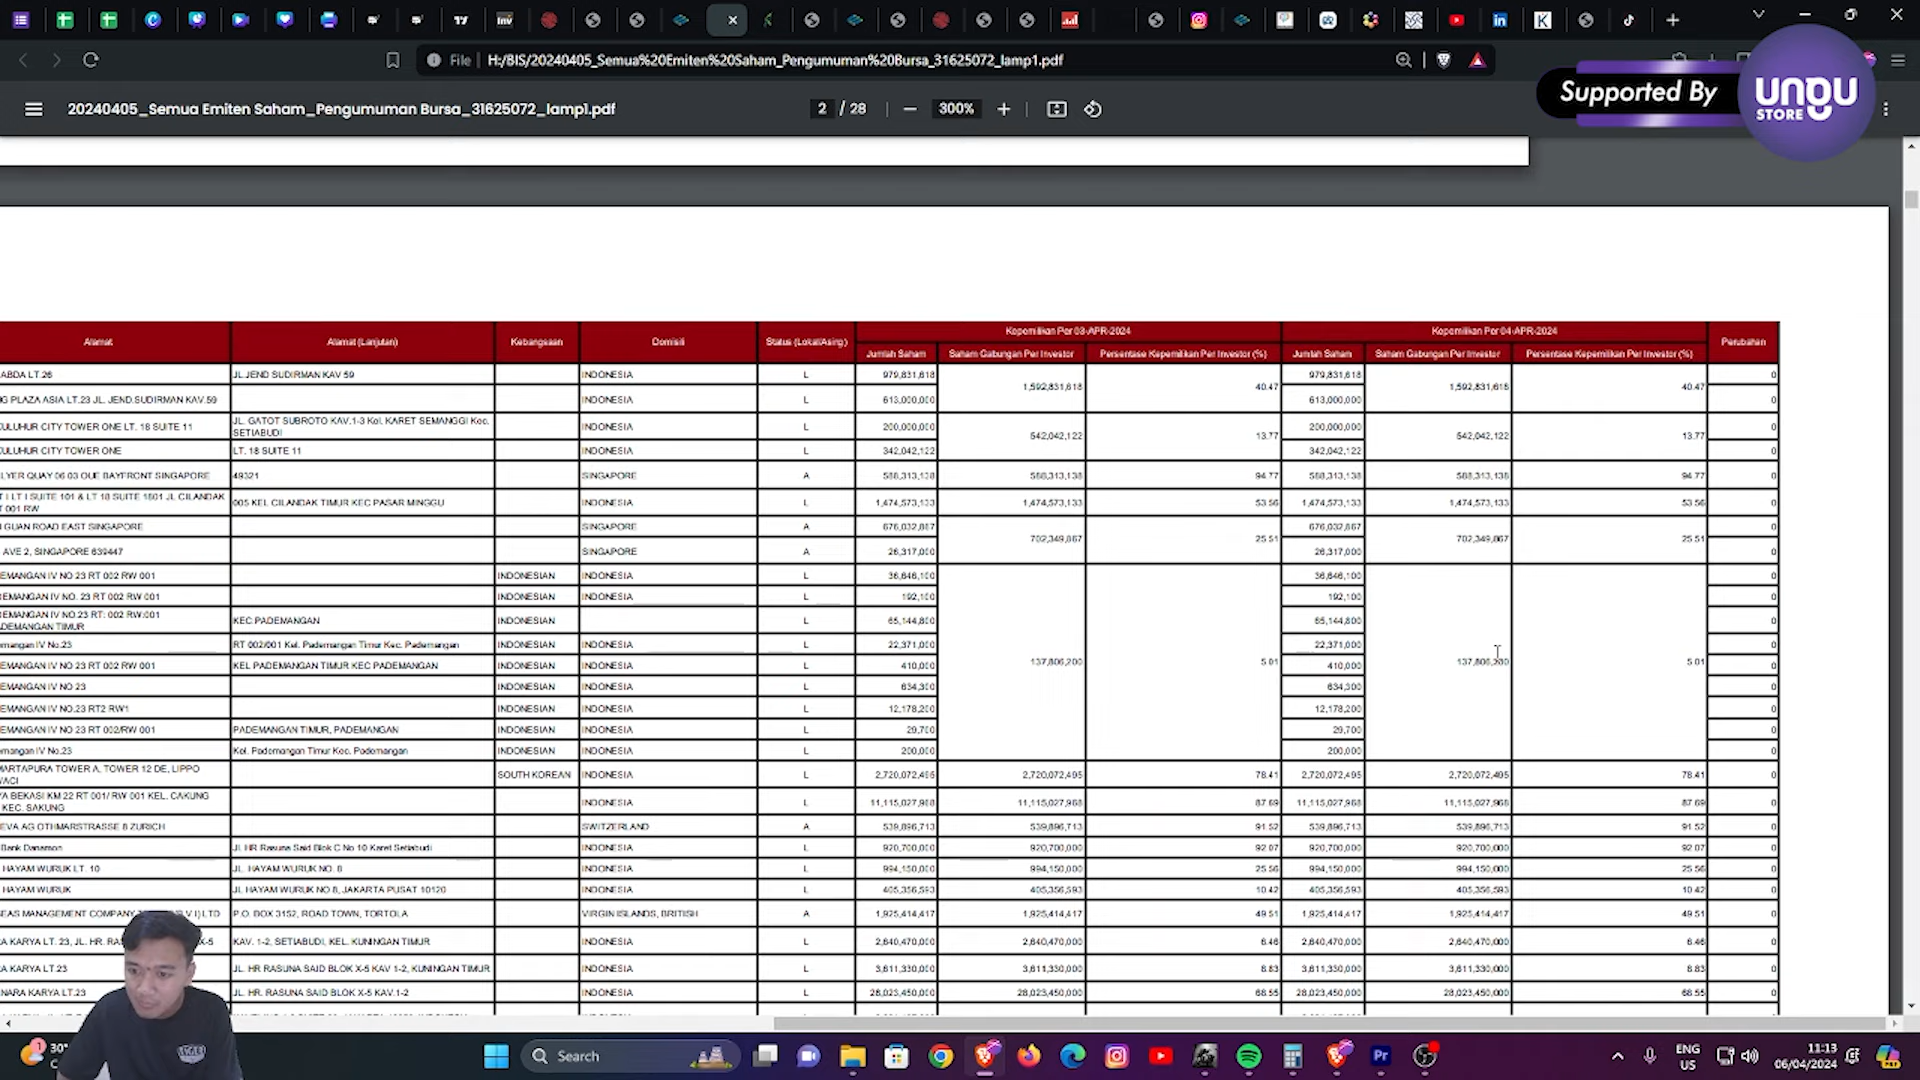 File H:/BIS/20240405_Semua%20Emiten%20Saham_Pengumuman%20Bursa_31625072_lamp1.pdf
Supported By
UNGU STORE
20240405_Semua Emiten Saham_Pengumuman Bursa_31625072_lamp1.pdf 2 / 28 300%
Kepemilikan Per 03-APR-2024 Kepemilikan Per 04-APR-2024
Alamat Alamat (Lanjutan) Kebangsaan Domisili Status (Lokal/Asing) Perubahan
Jumlah Saham Saham Gabungan Per Investor Persentase Kepemilikan Per Investor (%) Jumlah Saham Saham Gabungan Per Investor Persentase Kepemilikan Per Investor (%)
ABDA LT.26 JL.JEND SUDIRMAN KAV 59 INDONESIA L 979,831,618 1,592,831,618 40.47 979,831,618 1,592,831,618 40.47 0
G PLAZA ASIA LT.23 JL. JEND.SUDIRMAN KAV.59 INDONESIA L 613,000,000 613,000,000 0
ULUHUR CITY TOWER ONE LT. 18 SUITE 11 JL. GATOT SUBROTO KAV.1-3 Kel. KARET SEMANGGI Kec. SETIABUDI INDONESIA L 200,000,000 542,042,122 13.77 200,000,000 542,042,122 13.77 0
ULUHUR CITY TOWER ONE LT. 18 SUITE 11 INDONESIA L 342,042,122 342,042,122 0
LYER QUAY 06 03 OUE BAYFRONT SINGAPORE 49321 SINGAPORE A 588,313,138 588,313,138 94.77 588,313,138 588,313,138 94.77 0
T I LT I SUITE 101 & LT 18 SUITE 1801 JL CILANDAK T 001 RW 005 KEL CILANDAK TIMUR KEC PASAR MINGGU INDONESIA L 1,474,573,133 1,474,573,133 53.56 1,474,573,133 1,474,573,133 53.56 0
GUAN ROAD EAST SINGAPORE SINGAPORE A 676,032,867 702,349,867 25.51 676,032,867 702,349,867 25.51 0
AVE 2, SINGAPORE 639447 SINGAPORE A 26,317,000 26,317,000 0
EMANGAN IV NO 23 RT 002 RW 001 INDONESIAN INDONESIA L 36,646,100 137,806,200 5.01 36,646,100 137,806,200 5.01 0
EMANGAN IV NO. 23 RT 002 RW 001 INDONESIAN INDONESIA L 192,100 192,100 0
EMANGAN IV NO.23 RT: 002 RW:001 ADEMANGAN TIMUR KEC.PADEMANGAN INDONESIAN L 65,144,800 65,144,800 0
mangan IV No.23 RT 002/001 Kel. Pademangan Timur Kec. Pademangan INDONESIAN INDONESIA L 22,371,000 22,371,000 0
EMANGAN IV NO 23 RT 002 RW 001 KEL PADEMANGAN TIMUR KEC PADEMANGAN INDONESIAN INDONESIA L 410,000 410,000 0
EMANGAN IV NO 23 INDONESIAN INDONESIA L 634,300 634,300 0
EMANGAN IV NO.23 RT2 RW1 INDONESIAN INDONESIA L 12,178,200 12,178,200 0
EMANGAN IV NO.23 RT 002/RW 001 PADEMANGAN TIMUR, PADEMANGAN INDONESIAN INDONESIA L 29,700 29,700 0
mangan IV No.23 Kel. Pademangan Timur Kec. Pademangan INDONESIAN INDONESIA L 200,000 200,000 0
MARTAPURA TOWER A, TOWER 12 DE, LIPPO SOUTH KOREAN INDONESIA L 2,720,072,495 2,720,072,495 78.41 2,720,072,495 2,720,072,495 78.41 0
YA BEKASI KM 22 RT 001/ RW 001 KEL. CAKUNG KEC. SAKUNG INDONESIA L 11,115,027,968 11,115,027,968 87.69 11,115,027,968 11,115,027,968 87.69 0
EVA AG OTHMARSTRASSE 8 ZURICH SWITZERLAND A 539,896,713 539,896,713 91.52 539,896,713 539,896,713 91.52 0
Bank Danamon Jl. HR Rasuna Said Blok C No 10 Karet Setiabudi INDONESIA L 920,700,000 920,700,000 92.07 920,700,000 920,700,000 92.07 0
HAYAM WURUK LT. 10 JL. HAYAM WURUK NO. 8 INDONESIA L 994,150,000 994,150,000 25.56 994,150,000 994,150,000 25.56 0
HAYAM WURUK JL HAYAM WURUK NO 8, JAKARTA PUSAT 10120 INDONESIA L 405,356,593 405,356,593 10.42 405,356,593 405,356,593 10.42 0
EAS MANAGEMENT COMPANY LTD P.O. BOX 3152, ROAD TOWN, TORTOLA VIRGIN ISLANDS, BRITISH A 1,925,414,417 1,925,414,417 49.51 1,925,414,417 1,925,414,417 49.51 0
A KARYA LT. 23, JL. HR. X-5 KAV. 1-2, SETIABUDI, KEL. KUNINGAN TIMUR INDONESIA L 2,640,470,000 2,640,470,000 6.46 2,640,470,000 2,640,470,000 6.46 0
A KARYA LT.23 JL. HR RASUNA SAID BLOK X-5 KAV 1-2, KUNINGAN TIMUR INDONESIA L 3,611,330,000 3,611,330,000 8.83 3,611,330,000 3,611,330,000 8.83 0
NARA KARYA LT.23 JL. HR. RASUNA SAID BLOK X-5 KAV.1-2 INDONESIA L 28,023,450,000 28,023,450,000 68.55 28,023,450,000 28,023,450,000 68.55 0
30° Search ENG US 11:13 06/04/2024